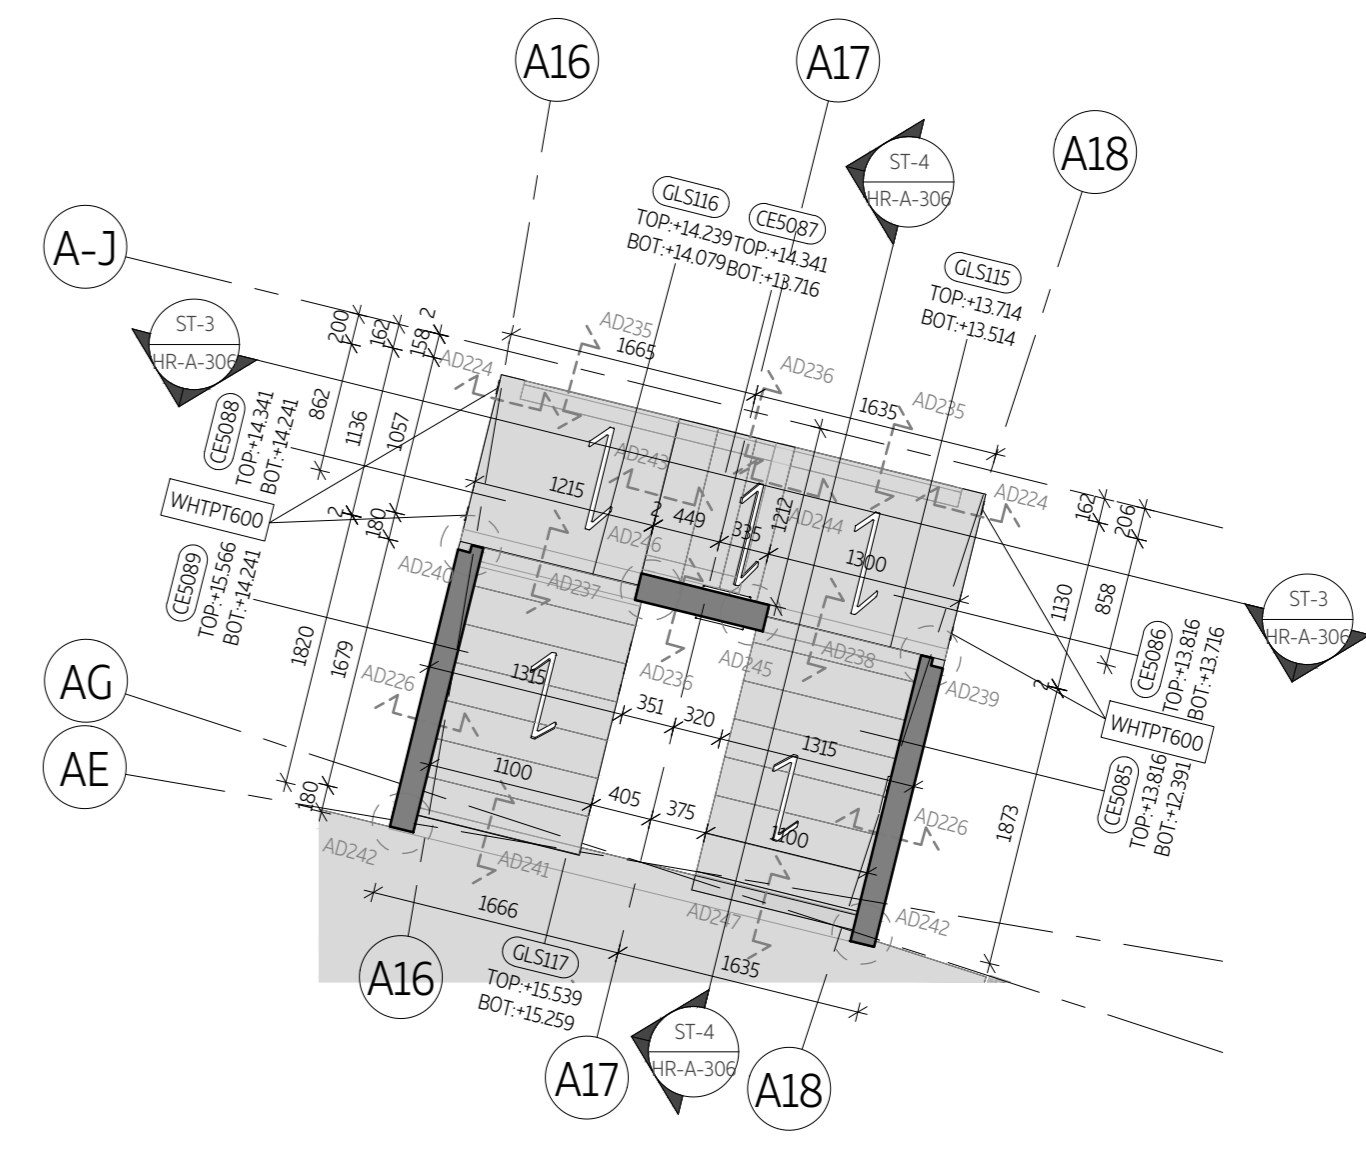 A16
A17
A18
ST-4
HR-A-306
A-J
GLS116
TOP:+14.239
BOT:+14.079
CE5087
TOP:+14.341
BOT:+13.716
GLS115
TOP:+13.714
BOT:+13.514
ST-3
HR-A-306
200
162
2
158
AD235
1665
AD224
AD236
1635
AD235
862
1136
1057
CE5088
TOP:+14.341
BOT:+14.241
WHTPT600
CE5089
TOP:+15.566
BOT:+14.241
2
180
AD243
1215
2
449
335
1212
AD244
AD246
1300
AD224
162
206
1130
858
ST-3
HR-A-306
AD240
AD237
AD236
AD245
AD238
AD239
2
CE5086
TOP:+13.816
BOT:+13.716
WHTPT600
CE5085
TOP:+13.816
BOT:+12.391
AG
AE
1820
1679
180
AD226
1315
351
320
1315
1100
405
375
1100
AD226
1873
AD242
AD241
AD247
AD242
1666
1635
A16
GLS117
TOP:+15.539
BOT:+15.259
A17
ST-4
HR-A-306
A18